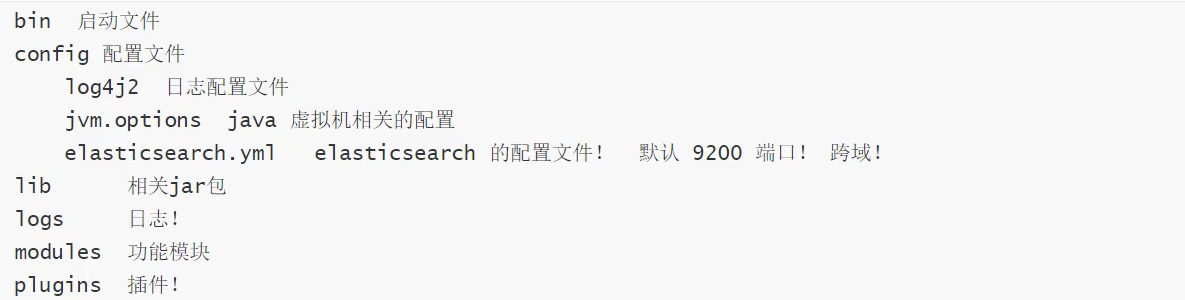 bin  启动文件
config 配置文件
    log4j2  日志配置文件
    jvm.options  java 虚拟机相关的配置
    elasticsearch.yml   elasticsearch 的配置文件!  默认 9200 端口! 跨域!
lib      相关jar包
logs     日志!
modules  功能模块
plugins  插件!